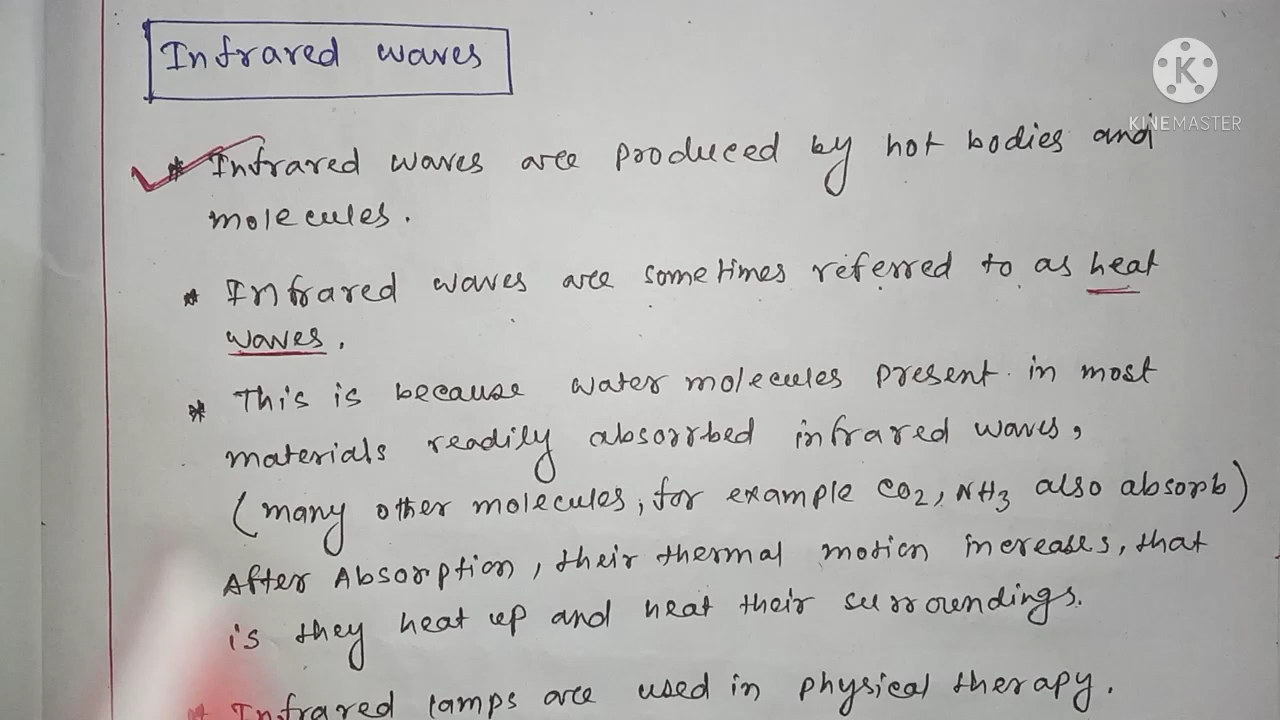 Infrared waves
K
KINEMASTER
* Infrared waves are produced by hot bodies and
molecules.
* Infrared waves are sometimes referred to as heat
waves.
* This is because water molecules present in most
materials readily absorbed infrared waves,
(many other molecules, for example CO2, NH3 also absorb)
After Absorption, their thermal motion increases, that
is they heat up and heat their surroundings.
* Infrared lamps are used in physical therapy.